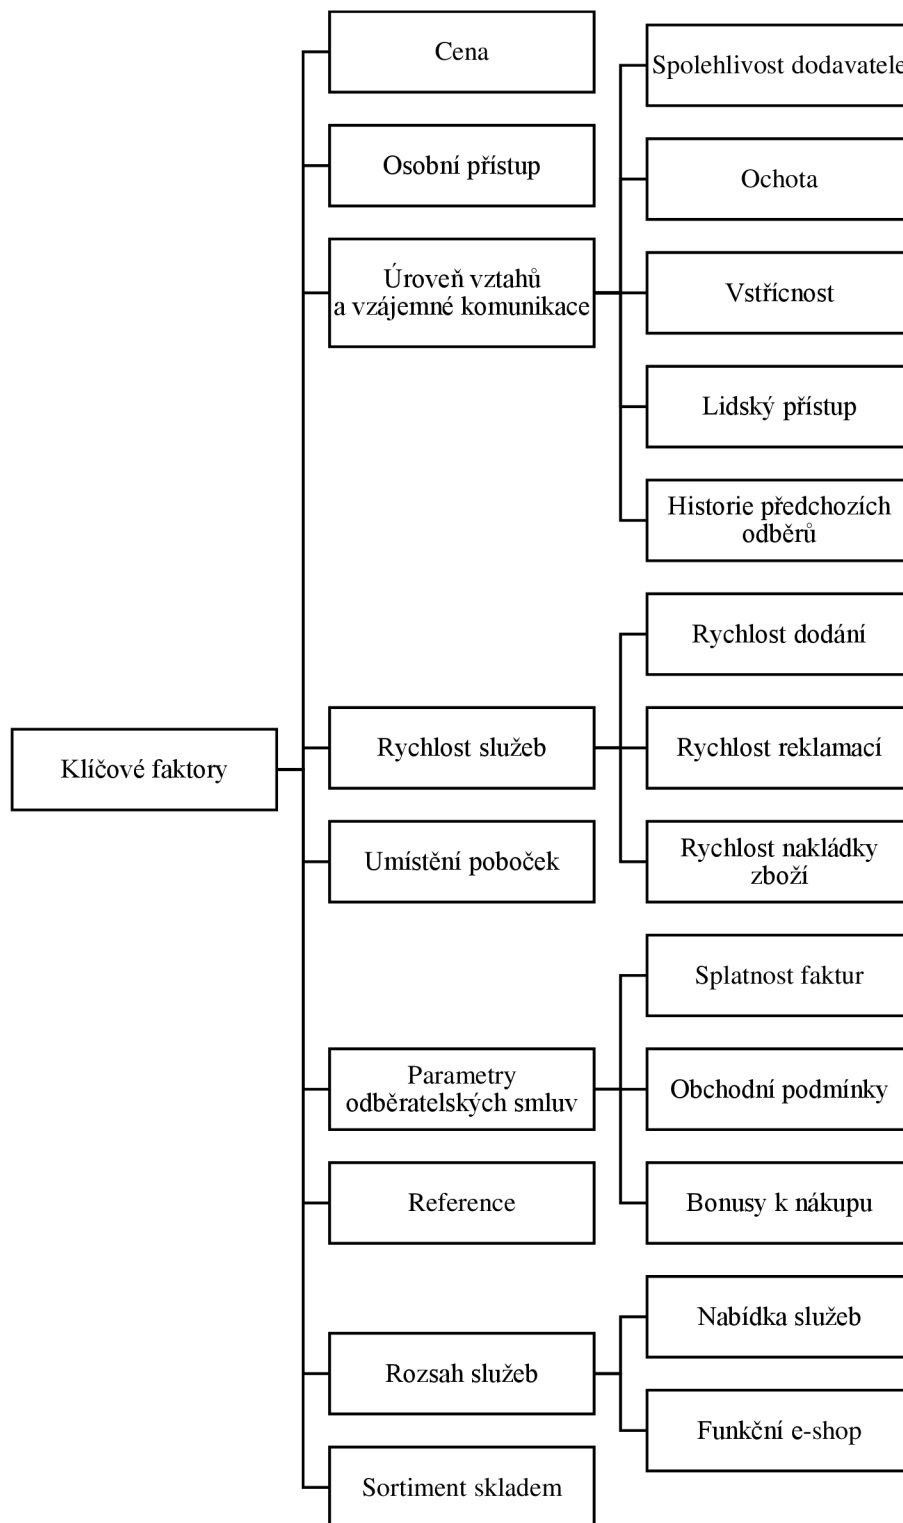 Klíčové faktory
Cena
Osobní přístup
Úroveň vztahů
a vzájemné komunikace
Spolehlivost dodavatele
Ochota
Vstřícnost
Lidský přístup
Historie předchozích
odběrů
Rychlost služeb
Rychlost dodání
Rychlost reklamací
Rychlost nakládky
zboží
Umístění poboček
Parametry
odběratelských smluv
Splatnost faktur
Obchodní podmínky
Bonusy k nákupu
Reference
Rozsah služeb
Nabídka služeb
Funkční e-shop
Sortiment skladem